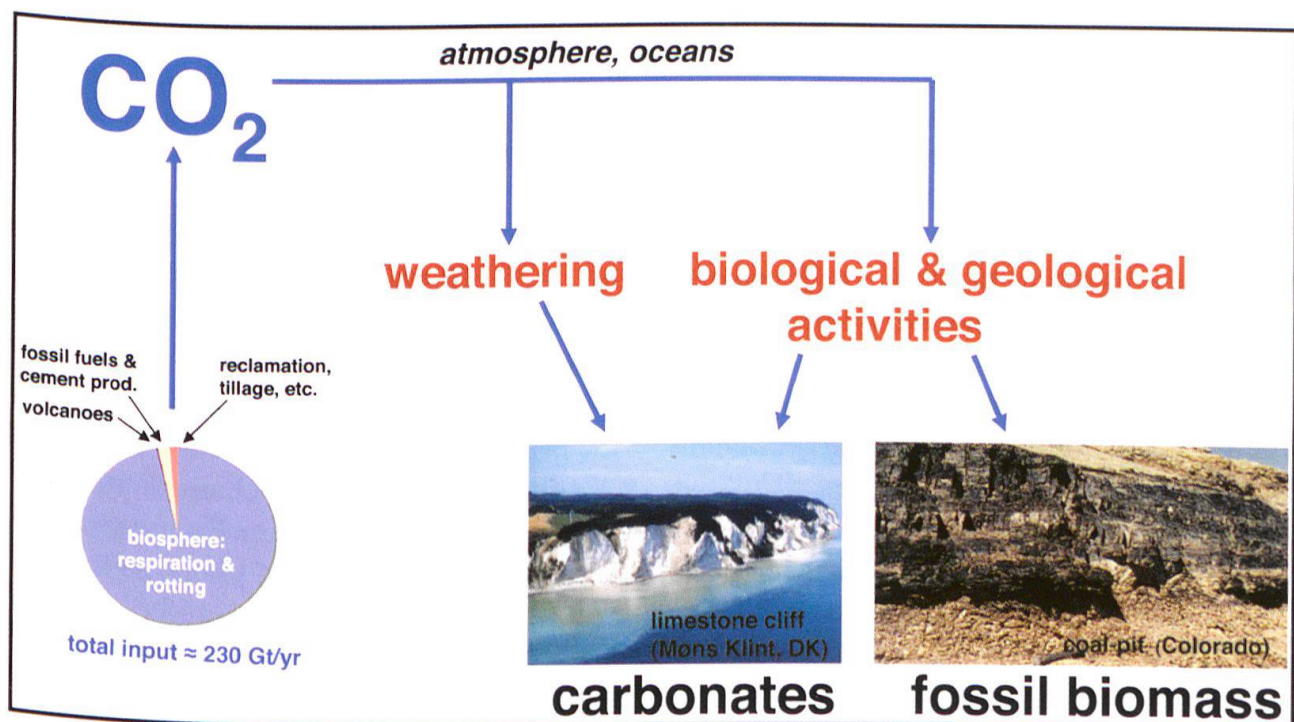 atmosphere, oceans
CO₂
weathering
biological & geological
activities
fossil fuels &
cement prod.
volcanoes
reclamation,
tillage, etc.
biosphere:
respiration &
rotting
total input ≈ 230 Gt/yr
limestone cliff
(Møns Klint, DK)
coal-pit (Colorado)
carbonates
fossil biomass